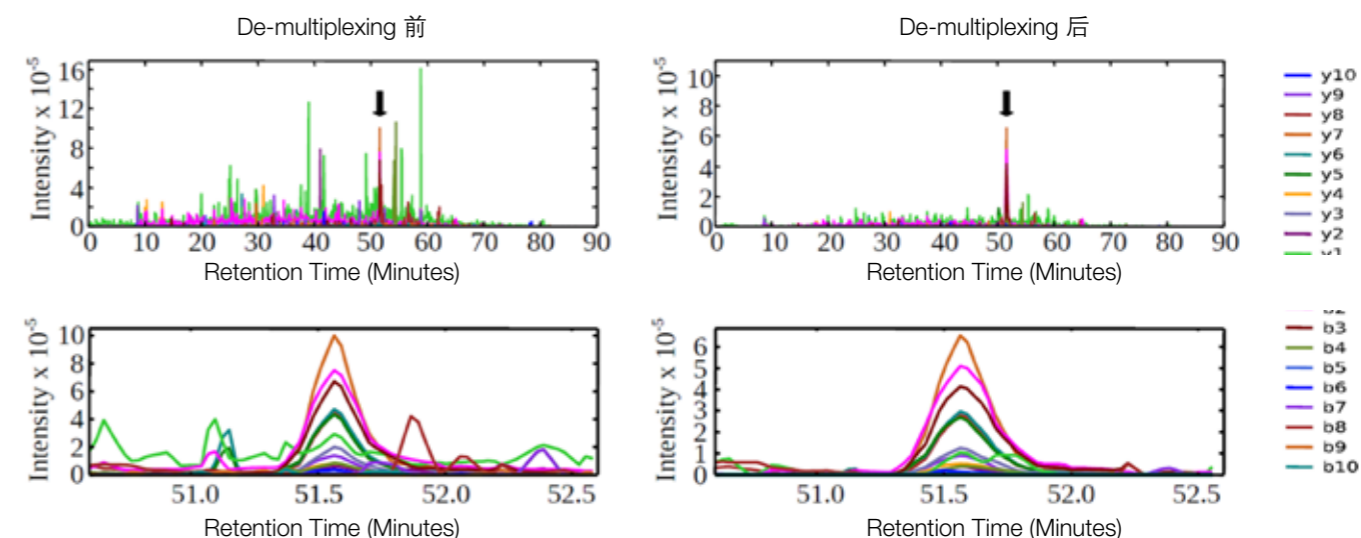 De-multiplexing 前
De-multiplexing 后
Intensity x 10-5
16
12
8
4
0
0 10 20 30 40 50 60 70 80 90
Retention Time (Minutes)
Intensity x 10-5
10
8
6
4
2
0
0 10 20 30 40 50 60 70 80 90
Retention Time (Minutes)
y10
y9
y8
y7
y6
y5
y4
y3
y2
y1
Intensity x 10-5
10
8
6
4
2
0
51.0 51.5 52.0 52.5
Retention Time (Minutes)
Intensity x 10-5
6
5
4
3
2
1
0
51.0 51.5 52.0 52.5
Retention Time (Minutes)
b3
b4
b5
b6
b7
b8
b9
b10